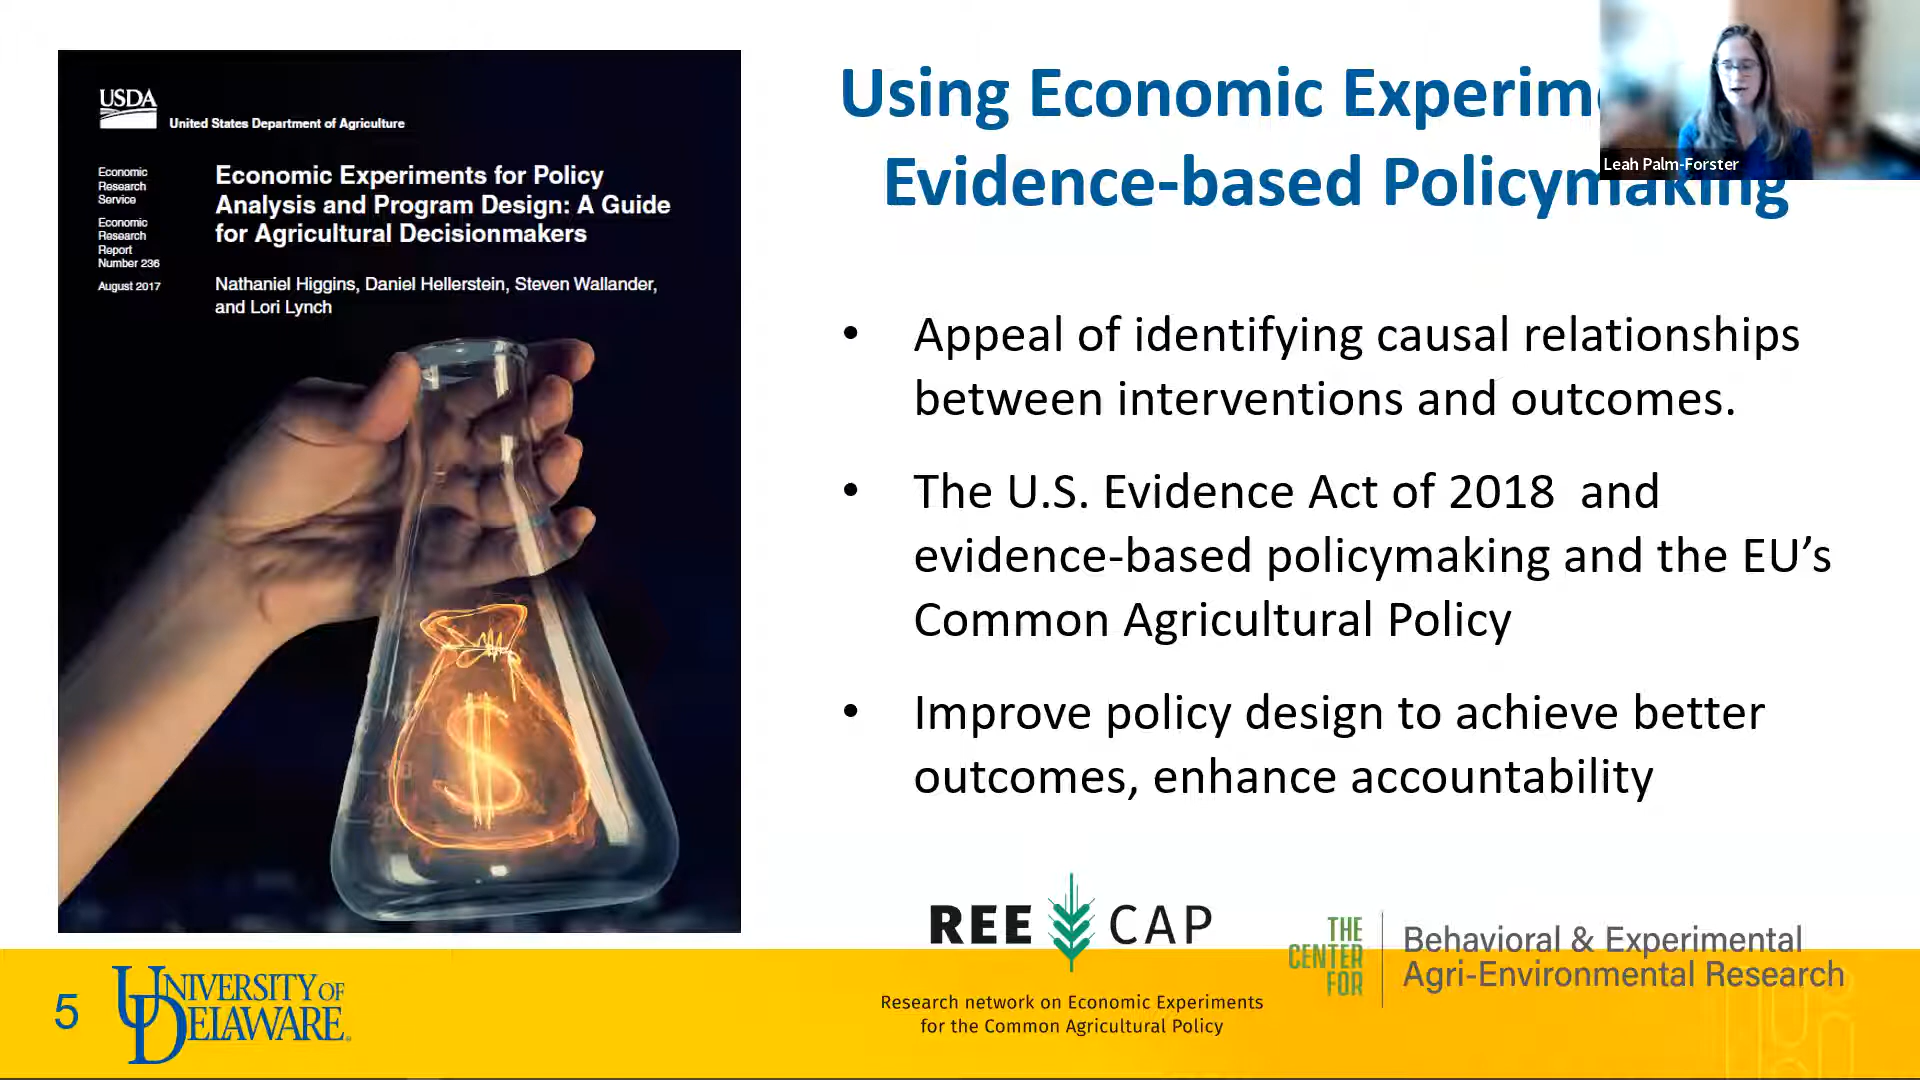 USDA
United States Department of Agriculture
Economic
Research
Service
Economic
Research
Report
Number 236
August 2017
Economic Experiments for Policy
Analysis and Program Design: A Guide
for Agricultural Decisionmakers
Nathaniel Higgins, Daniel Hellerstein, Steven Wallander,
and Lori Lynch
$
Using Economic Experim
Evidence-based Policymaking
Leah Palm-Forster
• Appeal of identifying causal relationships
between interventions and outcomes.
• The U.S. Evidence Act of 2018 and
evidence-based policymaking and the EU’s
Common Agricultural Policy
• Improve policy design to achieve better
outcomes, enhance accountability
REE CAP
Research network on Economic Experiments
for the Common Agricultural Policy
THE
CENTER
FOR
Behavioral & Experimental
Agri-Environmental Research
5
UNIVERSITY OF
DELAWARE